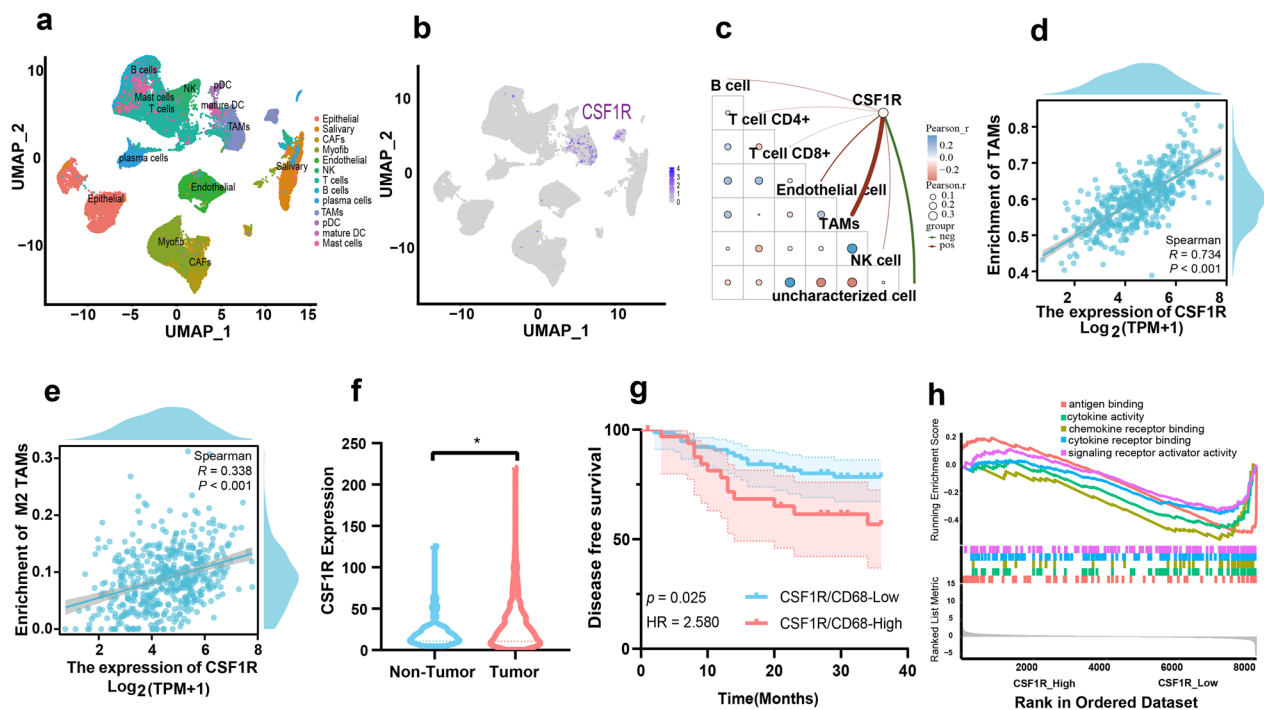 a
UMAP_2
10
0
−10
−10
−5
0
5
10
15
UMAP_1
B cells
Mast cells
T cells
NK
pDC
mature DC
TAMs
plasma cells
Salivary
Epithelial
Endothelial
Myofib
CAFs
Epithelial
Salivary
CAFs
Myofib
Endothelial
NK
T cells
B cells
plasma cells
TAMs
pDC
mature DC
Mast cells
b
UMAP_2
10
0
−10
−10
−5
0
5
10
15
UMAP_1
CSF1R
4
3
2
1
0
c
B cell
T cell CD4+
T cell CD8+
Endothelial cell
TAMs
NK cell
uncharacterized cell
CSF1R
Pearson_r
0.2
0.0
−0.2
Pearson.r
0.1
0.2
0.3
groupr
neg
pos
d
Enrichment of TAMs
0.8
0.7
0.6
0.5
0.4
2
4
6
8
Spearman
R = 0.734
P < 0.001
The expression of CSF1R
Log2(TPM+1)
e
Enrichment of M2 TAMs
0.3
0.2
0.1
0.0
0
2
4
6
8
Spearman
R = 0.338
P < 0.001
The expression of CSF1R
Log2(TPM+1)
f
CSF1R Expression
250
200
150
100
50
0
*
Non-Tumor
Tumor
g
Disease free survival
100
50
0
0
10
20
30
40
Time(Months)
p = 0.025
HR = 2.580
CSF1R/CD68-Low
CSF1R/CD68-High
h
antigen binding
cytokine activity
chemokine receptor binding
cytokine receptor binding
signaling receptor activator activity
Running Enrichment Score
0.2
0.0
−0.2
−0.4
Ranked List Metric
15
10
5
0
−5
2000
4000
6000
8000
CSF1R_High
CSF1R_Low
Rank in Ordered Dataset